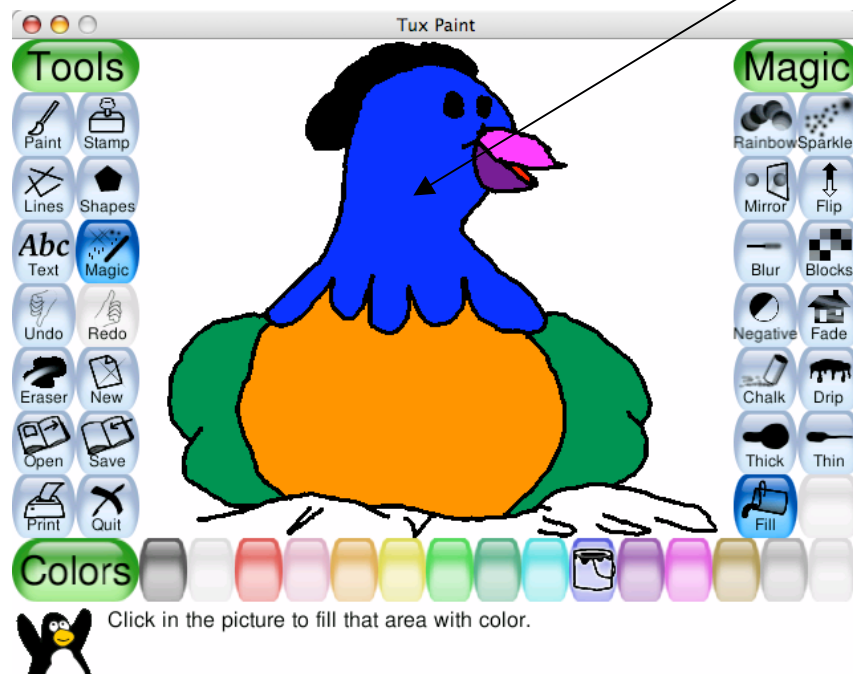 Tux Paint
Tools
Magic
Paint Stamp
Rainbow Sparkle
Lines Shapes
Mirror Flip
Abc
Text Magic
Blur Blocks
Undo Redo
Negative Fade
Eraser New
Chalk Drip
Open Save
Thick Thin
Print Quit
Fill
Colors
Click in the picture to fill that area with color.